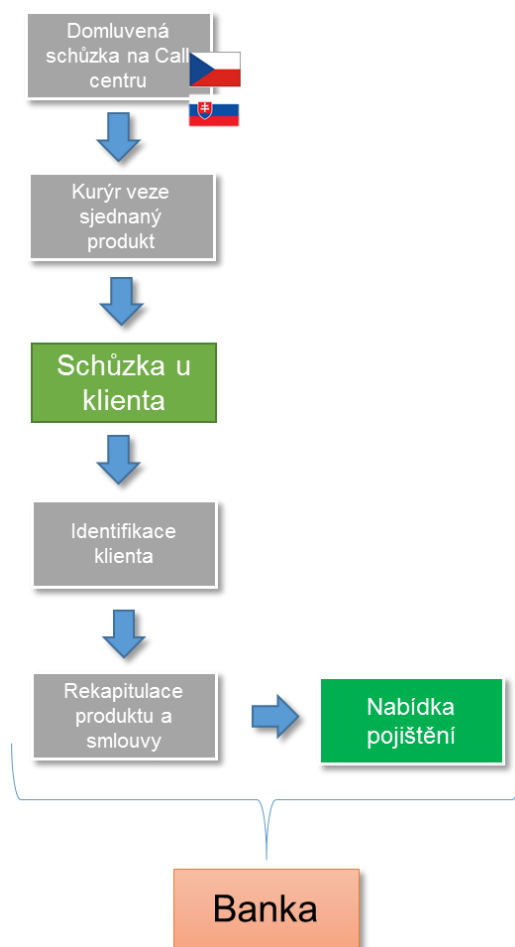 Domluvená
schůzka na Call
centru
Kurýr veze
sjednaný
produkt
Schůzka u
klienta
Identifikace
klienta
Rekapitulace
produktu a
smlouvy
Nabídka
pojištění
Banka